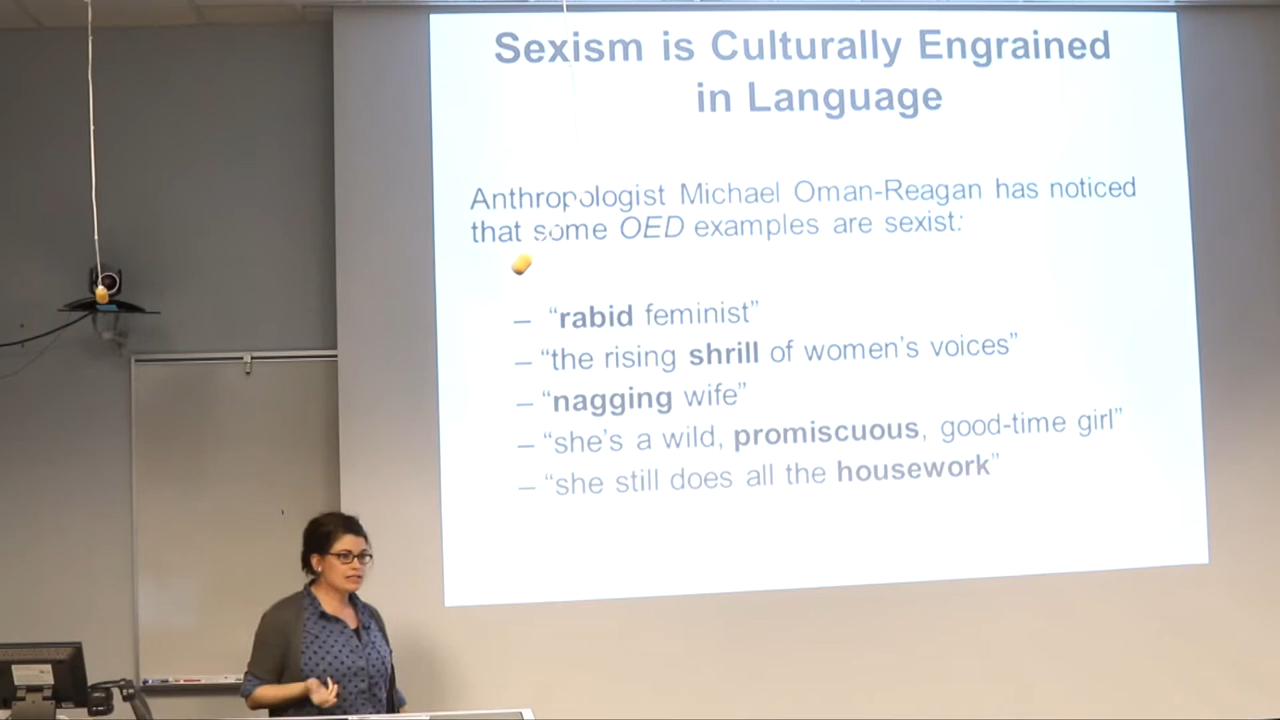 Sexism is Culturally Engrained
in Language
Anthropologist Michael Oman-Reagan has noticed
that some OED examples are sexist:
– “rabid feminist”
– “the rising shrill of women’s voices”
– “nagging wife”
– “she’s a wild, promiscuous, good-time girl”
– “she still does all the housework”